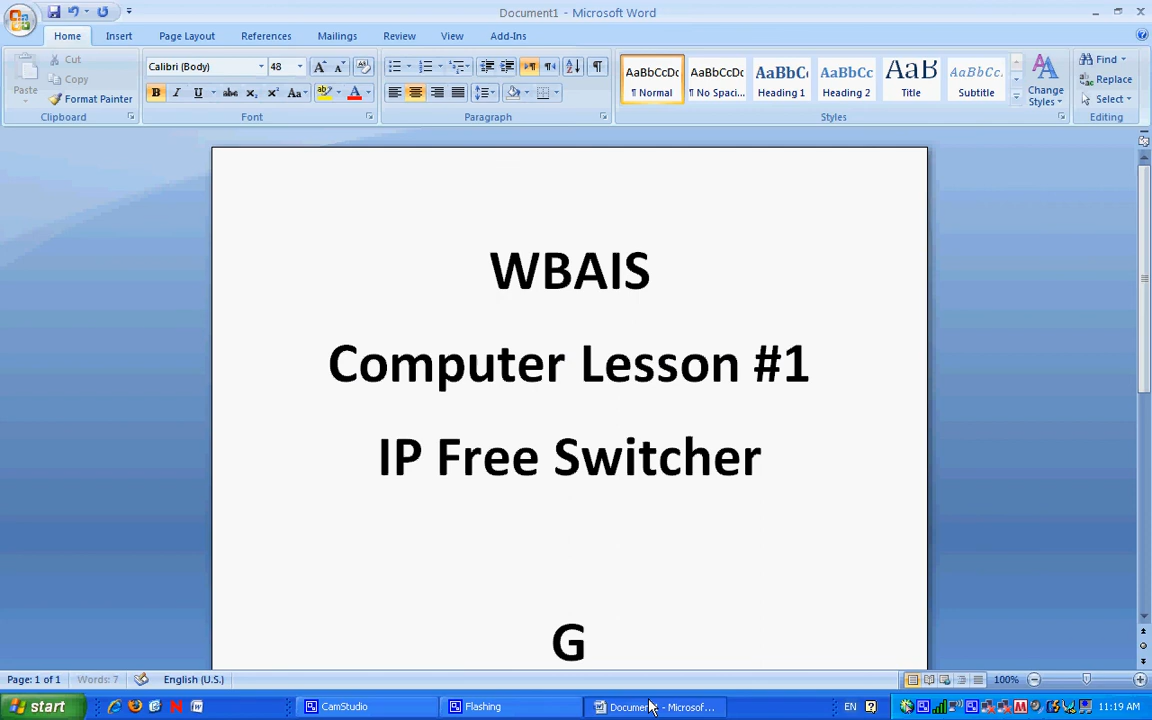 Document1 - Microsoft Word
Home Insert Page Layout References Mailings Review View Add-Ins
Paste
Cut
Copy
Format Painter
Clipboard
Calibri (Body) 48
Font
Paragraph
AaBbCcDc AaBbCcDc AaBbC AaBbCc AaB AaBbCc.
¶ Normal ¶ No Spaci... Heading 1 Heading 2 Title Subtitle
Change Styles
Styles
Find
Replace
Select
Editing
WBAIS
Computer Lesson #1
IP Free Switcher
G
Page: 1 of 1 Words: 7 English (U.S.) 100%
start CamStudio Flashing Document1 - Microsof... EN 11:19 AM